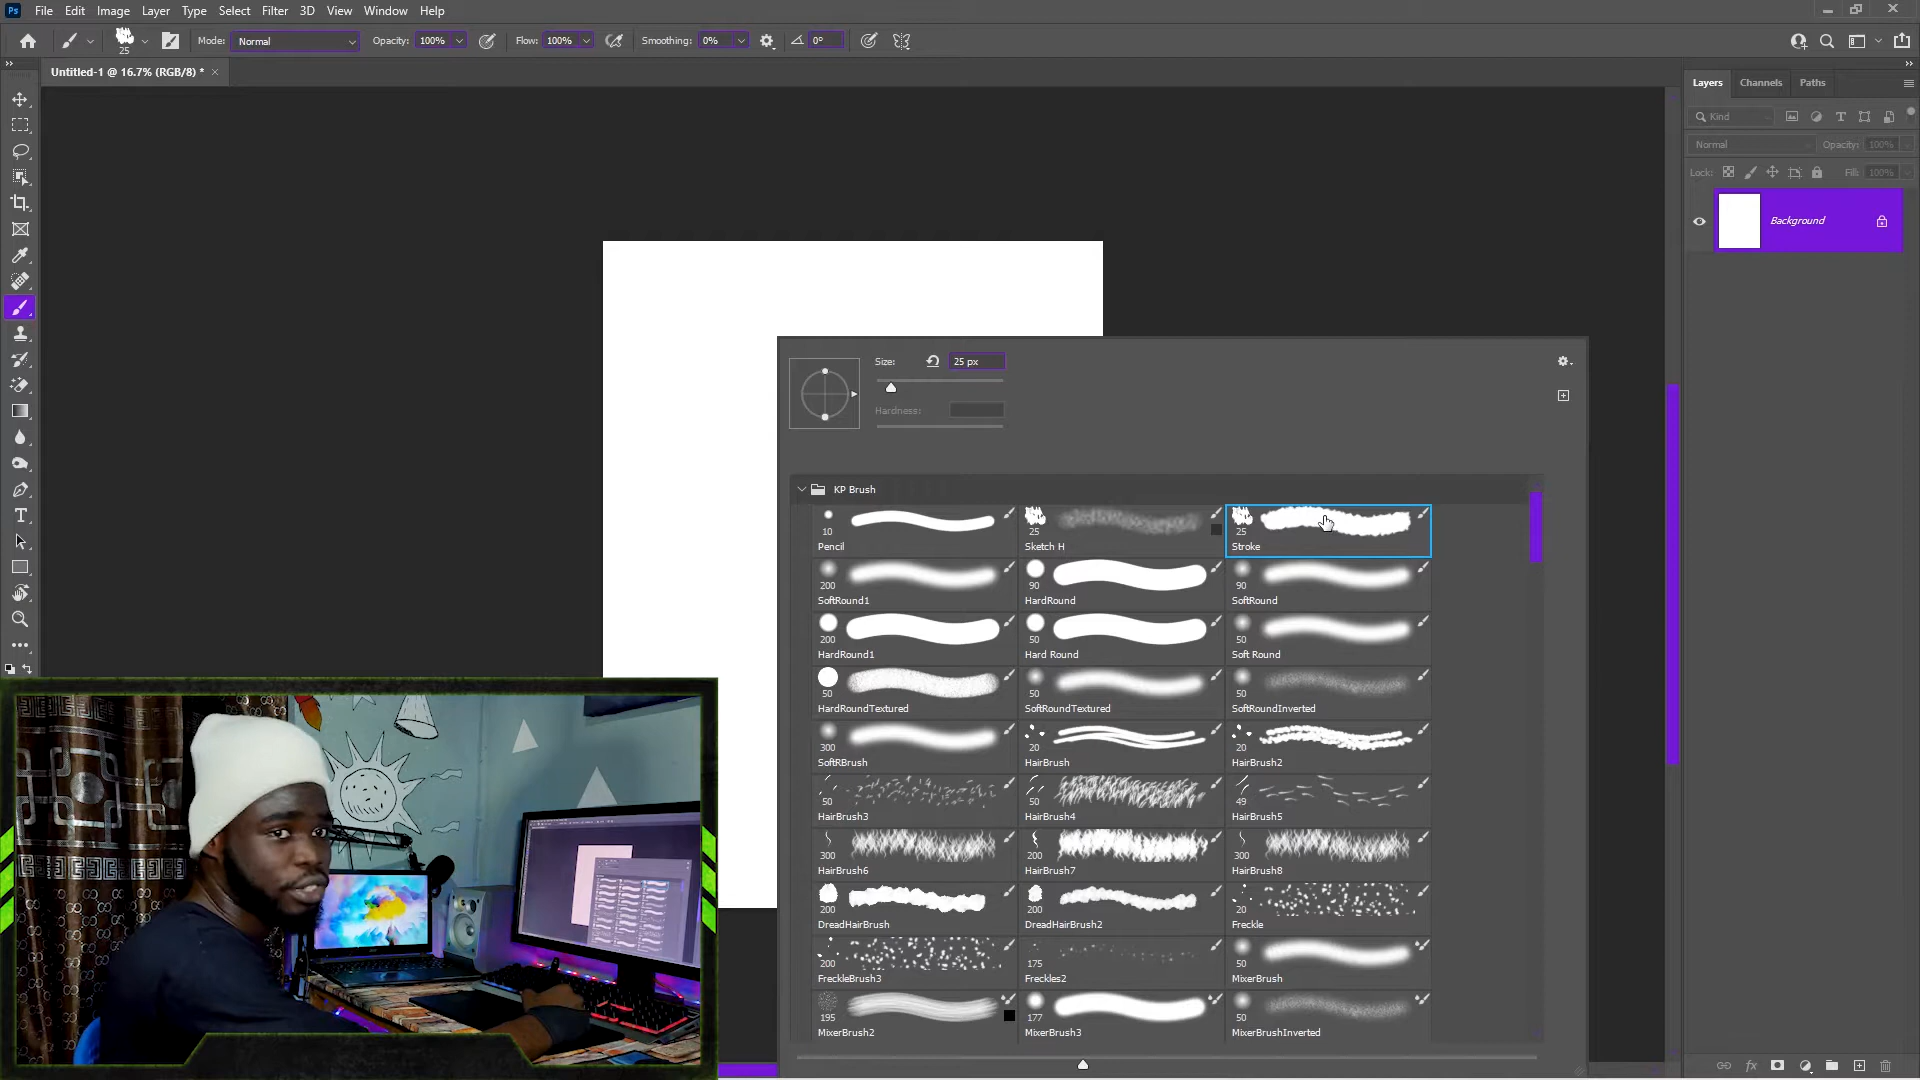 Ps File Edit Image Layer Type Select Filter 3D View Window Help
25 Mode: Normal Opacity: 100% Flow: 100% Smoothing: 0% 0°
Untitled-1 @ 16.7% (RGB/8) *
Layers Channels Paths
Kind
Normal Opacity: 100%
Lock: Fill: 100%
Background
Size: 25 px
Hardness:
KP Brush
10 25 25
Pencil Sketch H Stroke
200 90 90
SoftRound1 HardRound SoftRound
200 50 50
HardRound1 Hard Round Soft Round
50 50 50
HardRoundTextured SoftRoundTextured SoftRoundInverted
300 20 20
SoftRBrush HairBrush HairBrush2
50 50 49
HairBrush3 HairBrush4 HairBrush5
300 200 300
HairBrush6 HairBrush7 HairBrush8
200 200 20
DreadHairBrush DreadHairBrush2 Freckle
200 175 50
FreckleBrush3 Freckles2 MixerBrush
195 177 50
MixerBrush2 MixerBrush3 MixerBrushInverted
fx